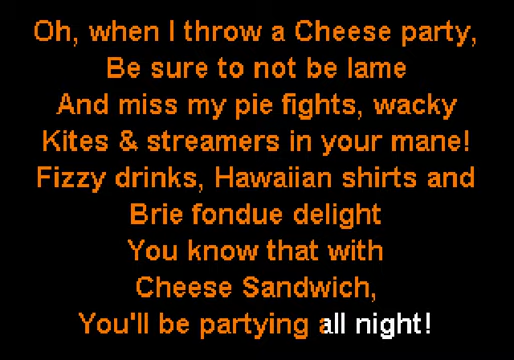 Oh, when I throw a Cheese party,
Be sure to not be lame
And miss my pie fights, wacky
Kites & streamers in your mane!
Fizzy drinks, Hawaiian shirts and
Brie fondue delight
You know that with
Cheese Sandwich,
You'll be partying all night!